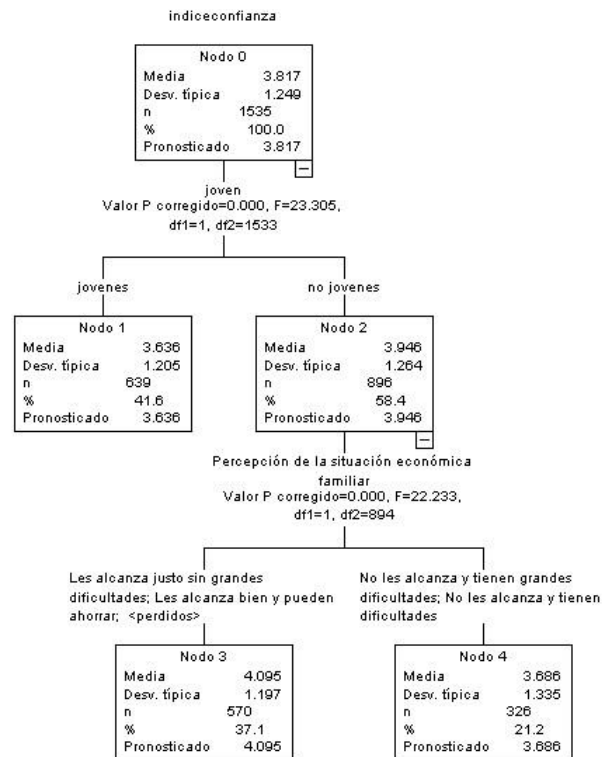 indiceconfianza
Nodo 0
Media 3.817
Desv. típica 1.249
n 1535
% 100.0
Pronosticado 3.817
joven
Valor P corregido=0.000, F=23.305,
df1=1, df2=1533
jovenes
no jovenes
Nodo 1
Media 3.636
Desv. típica 1.205
n 639
% 41.6
Pronosticado 3.636
Nodo 2
Media 3.946
Desv. típica 1.264
n 896
% 58.4
Pronosticado 3.946
Percepción de la situación económica
familiar
Valor P corregido=0.000, F=22.233,
df1=1, df2=894
Les alcanza justo sin grandes
dificultades; Les alcanza bien y pueden
ahorrar; <perdidos>
No les alcanza y tienen grandes
dificultades; No les alcanza y tienen
dificultades
Nodo 3
Media 4.095
Desv. típica 1.197
n 570
% 37.1
Pronosticado 4.095
Nodo 4
Media 3.686
Desv. típica 1.335
n 326
% 21.2
Pronosticado 3.686